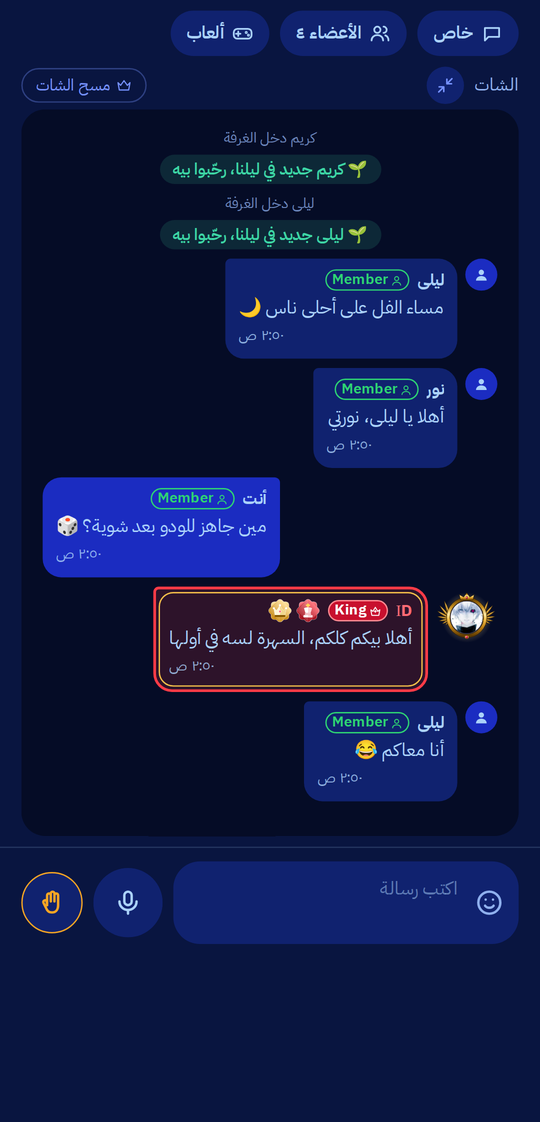 خاص
الأعضاء ٤
ألعاب
الشات
مسح الشات
كريم دخل الغرفة
🌱 كريم جديد في ليلنا، رحّبوا بيه
ليلى دخل الغرفة
🌱 ليلى جديد في ليلنا، رحّبوا بيه
ليلى Member
مساء الفل على أحلى ناس 🌙
٢:٥٠ ص
نور Member
أهلا يا ليلى، نورتي
٢:٥٠ ص
أنت Member
مين جاهز للودو بعد شوية؟ 🎲
٢:٥٠ ص
ID King
أهلا بيكم كلكم، السهرة لسه في أولها
٢:٥٠ ص
ليلى Member
أنا معاكم 😂
٢:٥٠ ص
اكتب رسالة